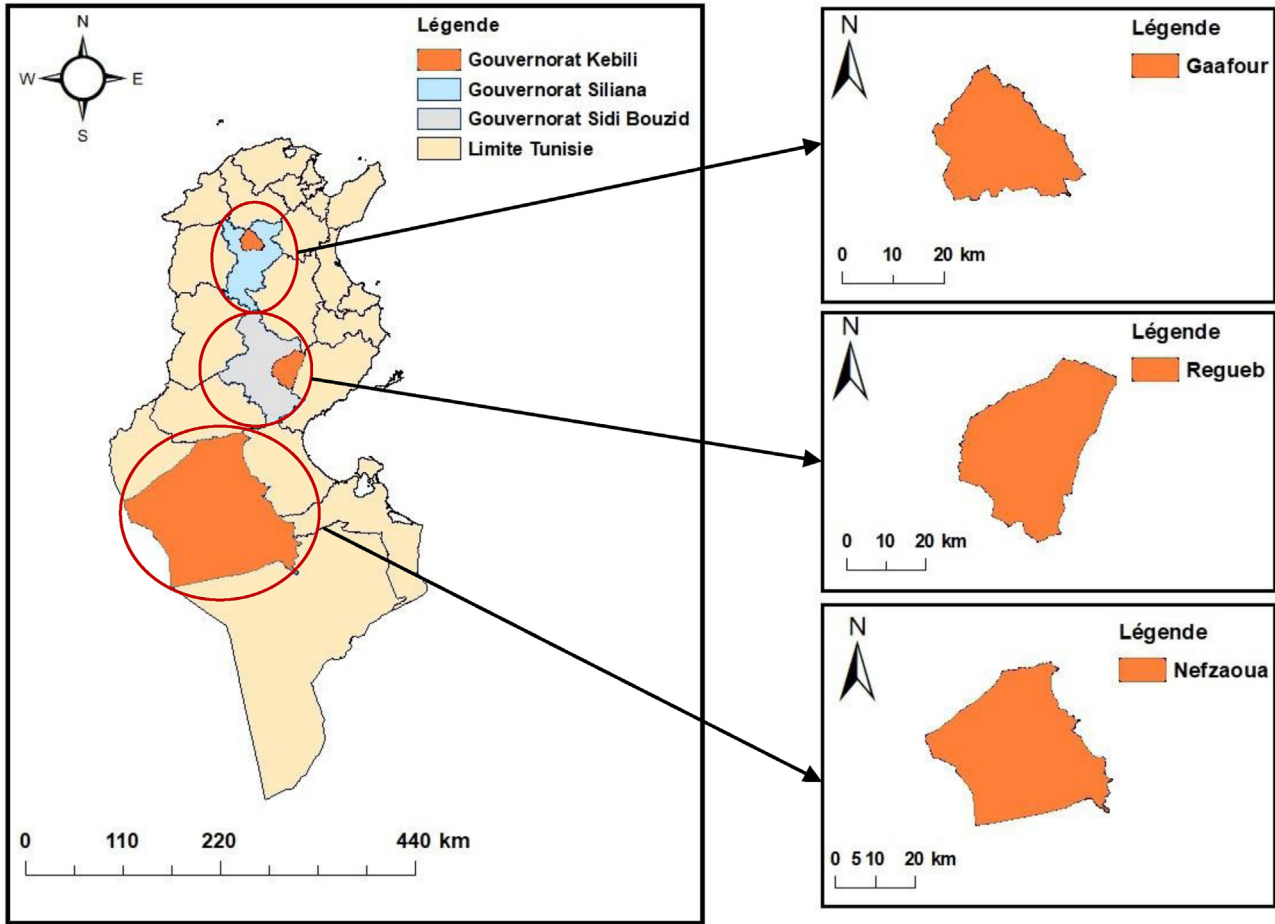 N
W E
S
Légende
Gouvernorat Kebili
Gouvernorat Siliana
Gouvernorat Sidi Bouzid
Limite Tunisie
0 110 220 440 km
N
Légende
Gaafour
0 10 20 km
N
Légende
Regueb
0 10 20 km
N
Légende
Nefzaoua
0 5 10 20 km